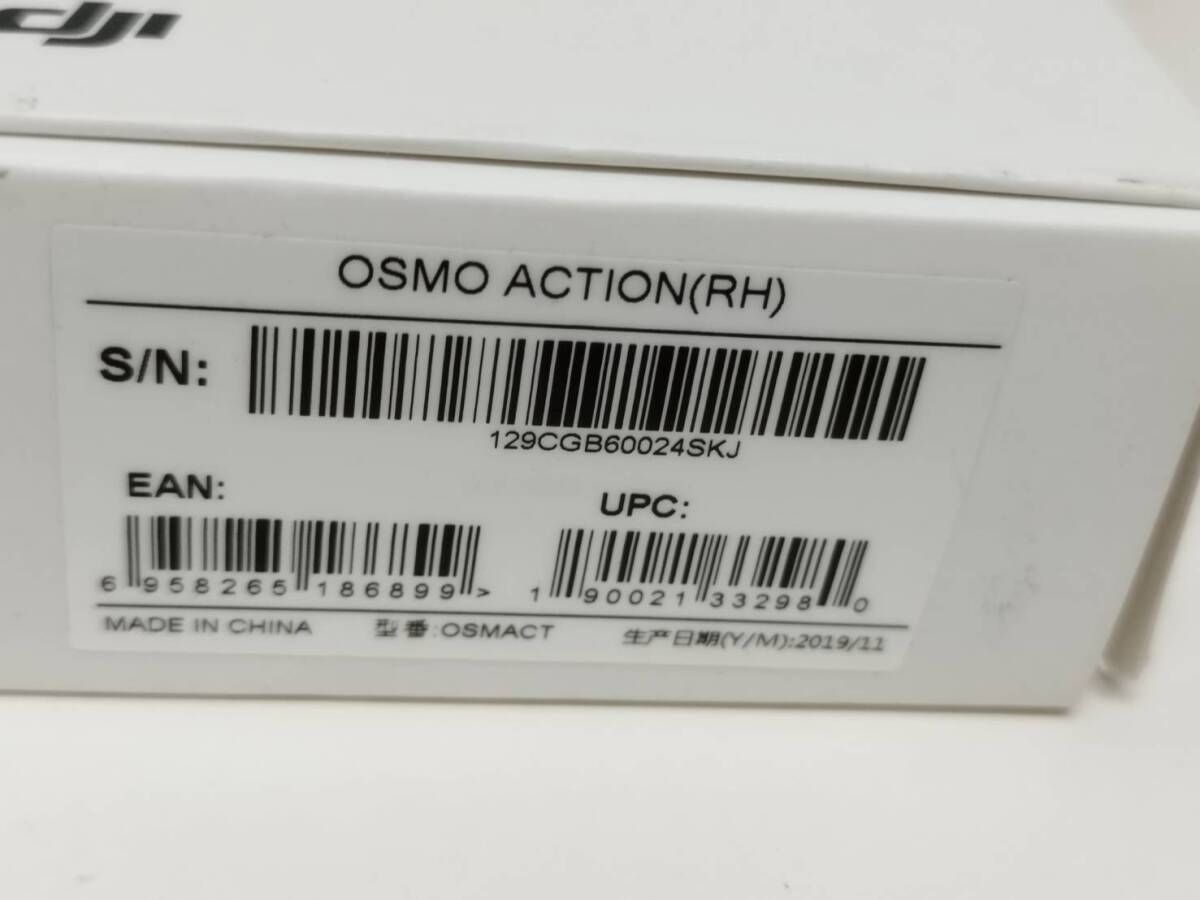 dji
OSMO ACTION(RH)
S/N:
129CGB60024SKJ
EAN: UPC:
6 958265 186899 > 1 90021 33298 0
MADE IN CHINA 型番:OSMACT 生产日期(Y/M):2019/11